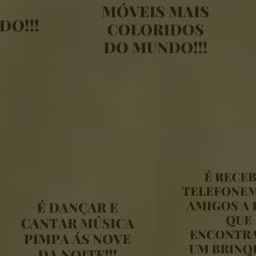 DO!!!
MÓVEIS MAIS
COLORIDOS
DO MUNDO!!!
É DANÇAR E
CANTAR MÚSICA
PIMPA ÁS NOVE
DA NOITE!!!
É RECEB
TELEFONEM
AMIGOS A
QUE
ENCONTRA
UM BRINQ